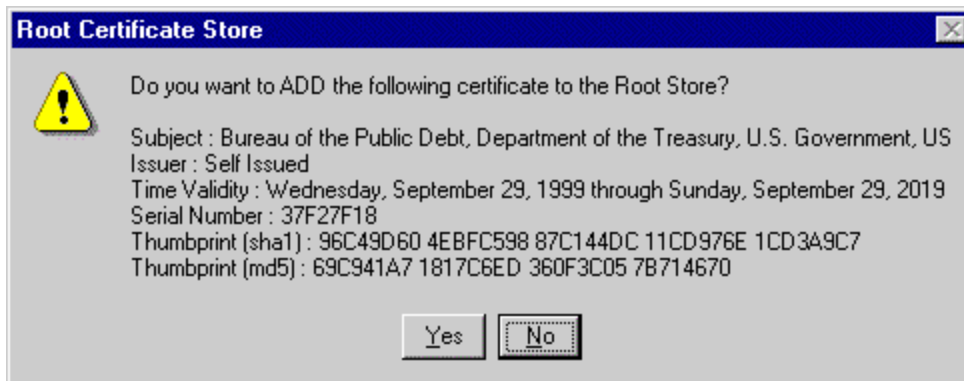 Root Certificate Store
Do you want to ADD the following certificate to the Root Store?
Subject : Bureau of the Public Debt, Department of the Treasury, U.S. Government, US
Issuer : Self Issued
Time Validity : Wednesday, September 29, 1999 through Sunday, September 29, 2019
Serial Number : 37F27F18
Thumbprint (sha1) : 96C49D60 4EBFC598 87C144DC 11CD976E 1CD3A9C7
Thumbprint (md5) : 69C941A7 1817C6ED 360F3C05 7B714670
Yes No